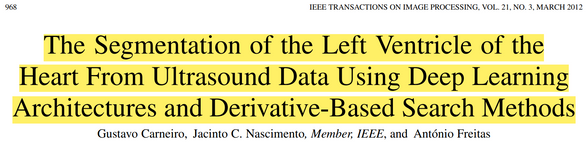 968 IEEE TRANSACTIONS ON IMAGE PROCESSING, VOL. 21, NO. 3, MARCH 2012
The Segmentation of the Left Ventricle of the
Heart From Ultrasound Data Using Deep Learning
Architectures and Derivative-Based Search Methods
Gustavo Carneiro, Jacinto C. Nascimento, Member, IEEE, and António Freitas